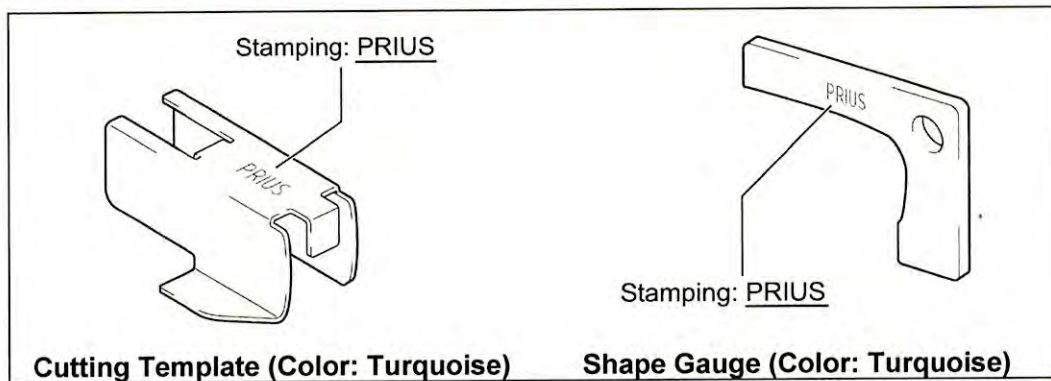 Stamping: PRIUS
PRIUS
PRIUS
Stamping: PRIUS
Cutting Template (Color: Turquoise)
Shape Gauge (Color: Turquoise)